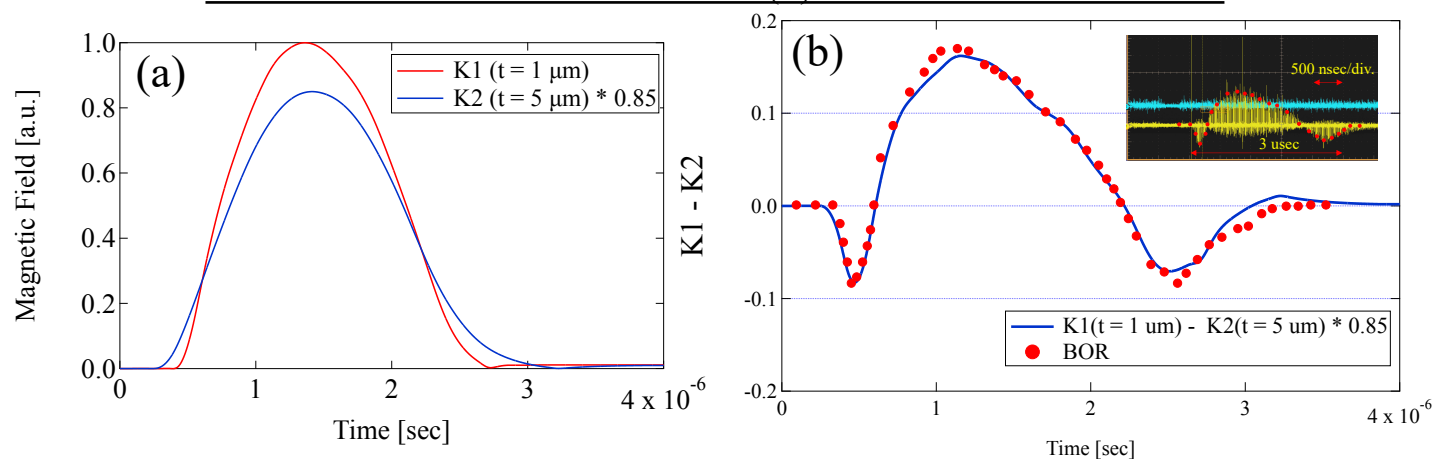 (a)
K1 (t = 1 μm)
K2 (t = 5 μm) * 0.85
Magnetic Field [a.u.]
1.0
0.8
0.6
0.4
0.2
0.0
0
1
2
3
4 x 10⁻⁶
Time [sec]
(b)
500 nsec/div.
3 usec
K1 - K2
0.2
0.1
0.0
-0.1
-0.2
K1(t = 1 um) - K2(t = 5 um) * 0.85
BOR
0
1
2
3
4 x 10⁻⁶
Time [sec]